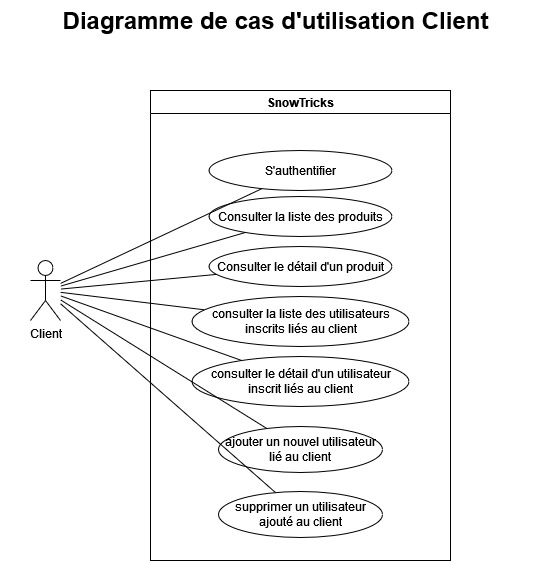 Diagramme de cas d'utilisation Client
SnowTricks
S'authentifier
Consulter la liste des produits
Consulter le détail d'un produit
Client
consulter la liste des utilisateurs
inscrits liés au client
consulter le détail d'un utilisateur
inscrit liés au client
ajouter un nouvel utilisateur
lié au client
supprimer un utilisateur
ajouté au client